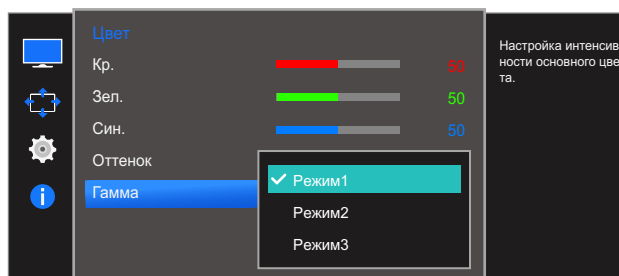 Цвет
Кр. 50
Зел. 50
Син. 50
Оттенок
Гамма
Режим1
Режим2
Режим3
Настройка интенсив
ности основного цве
та.